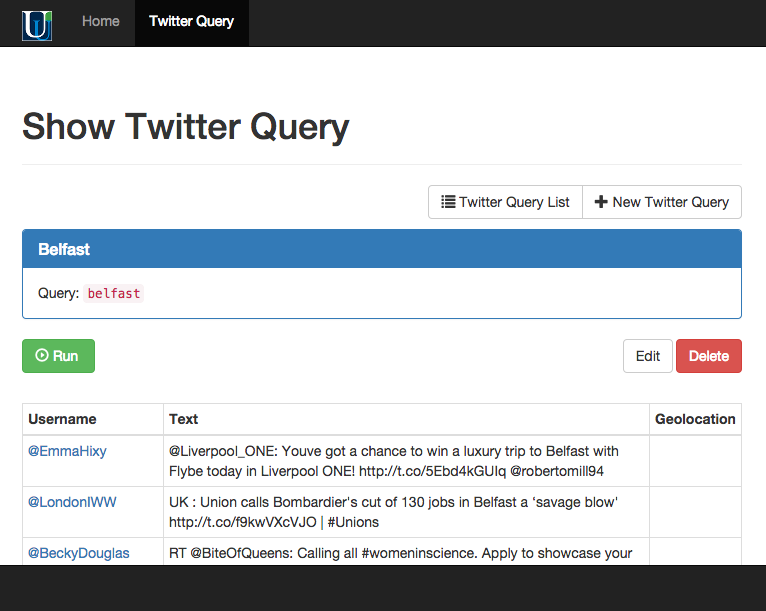 Home Twitter Query
Show Twitter Query
Twitter Query List New Twitter Query
Belfast
Query: belfast
Run Edit Delete
Username Text Geolocation
@EmmaHixy @Liverpool_ONE: Youve got a chance to win a luxury trip to Belfast with
Flybe today in Liverpool ONE! http://t.co/5Ebd4kGUIq @robertomill94
@LondonIWW UK : Union calls Bombardier's cut of 130 jobs in Belfast a ‘savage blow'
http://t.co/f9kwVXcVJO | #Unions
@BeckyDouglas RT @BiteOfQueens: Calling all #womeninscience. Apply to showcase your